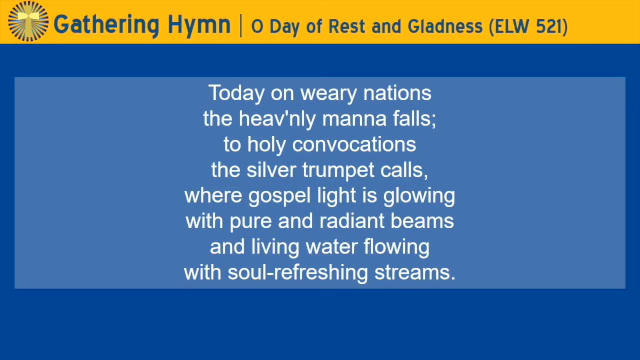 Gathering Hymn | O Day of Rest and Gladness (ELW 521)
Today on weary nations
the heav'nly manna falls;
to holy convocations
the silver trumpet calls,
where gospel light is glowing
with pure and radiant beams
and living water flowing
with soul-refreshing streams.